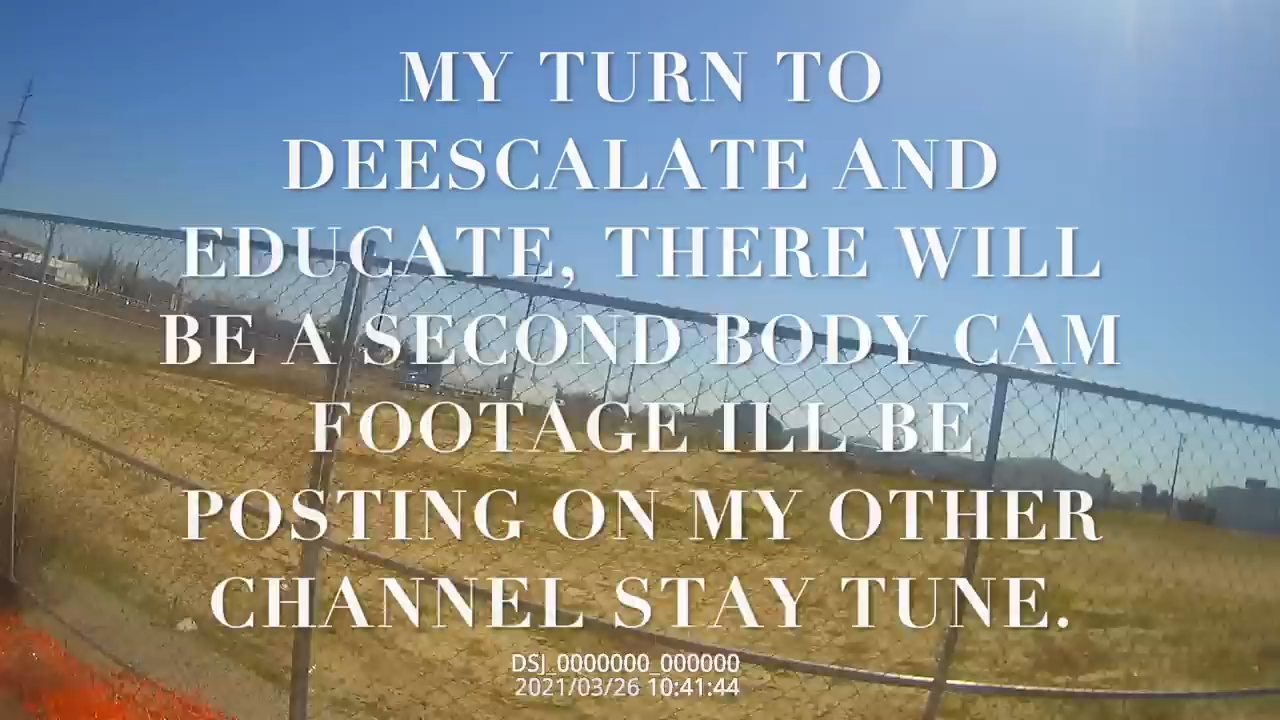 MY TURN TO
DEESCALATE AND
EDUCATE, THERE WILL
BE A SECOND BODY CAM
FOOTAGE ILL BE
POSTING ON MY OTHER
CHANNEL STAY TUNE.
DSJ_0000000_000000
2021/03/26 10:41:44